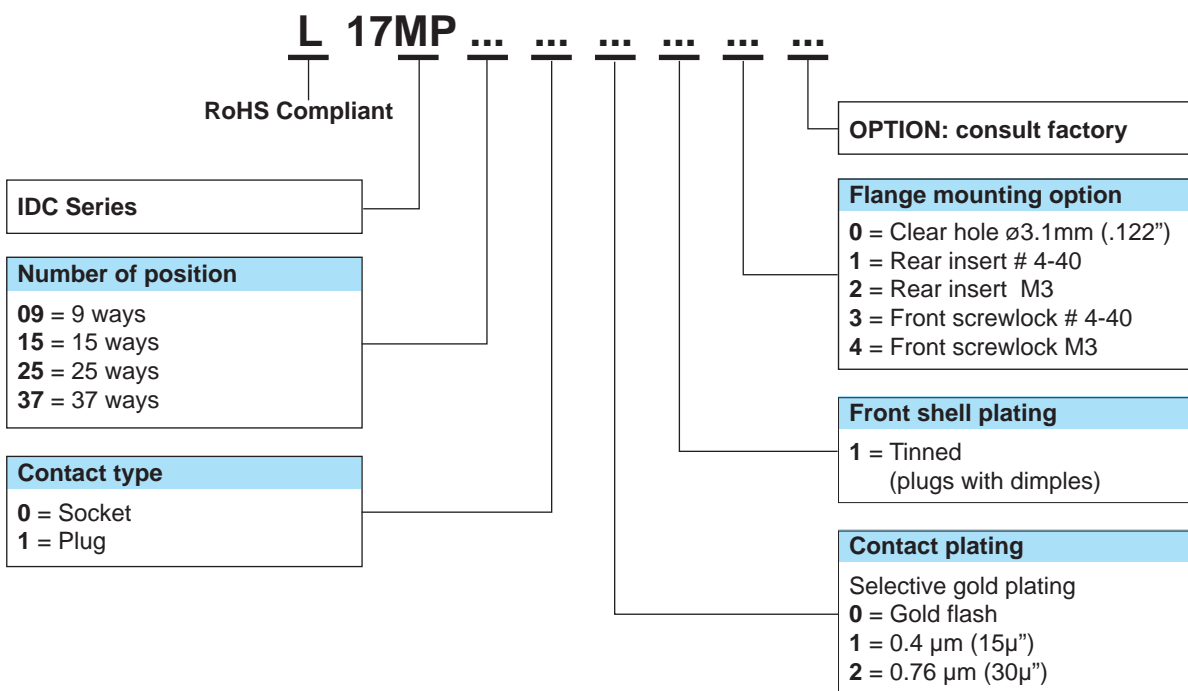 L 17MP ... ... ... ... ... ...
RoHS Compliant
IDC Series
Number of position
09 = 9 ways
15 = 15 ways
25 = 25 ways
37 = 37 ways
Contact type
0 = Socket
1 = Plug
OPTION: consult factory
Flange mounting option
0 = Clear hole ø3.1mm (.122”)
1 = Rear insert # 4-40
2 = Rear insert M3
3 = Front screwlock # 4-40
4 = Front screwlock M3
Front shell plating
1 = Tinned
(plugs with dimples)
Contact plating
Selective gold plating
0 = Gold flash
1 = 0.4 µm (15µ”)
2 = 0.76 µm (30µ”)